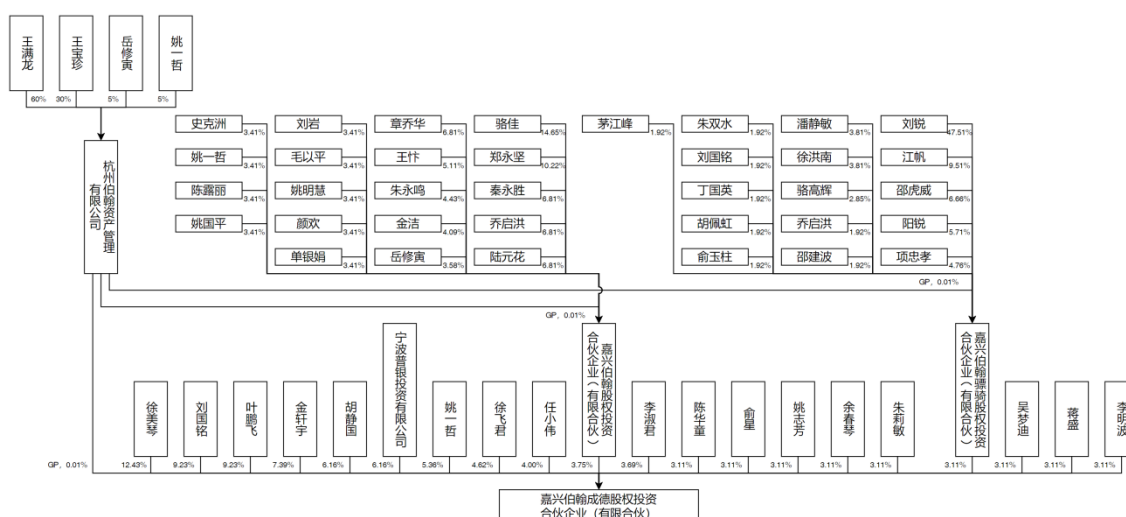 王满龙
王宝珍
岳修寅
姚一哲
60%
30%
5%
5%
史克洲
3.41%
刘岩
3.41%
章乔华
6.81%
骆佳
14.65%
茅江峰
1.92%
朱双水
1.92%
潘静敏
3.81%
刘锐
47.51%
姚一哲
3.41%
毛以平
3.41%
王忭
5.11%
郑永坚
10.22%
刘国铭
1.92%
徐洪南
3.81%
江帆
9.51%
陈露丽
3.41%
姚明慧
3.41%
朱永鸣
4.43%
秦永胜
6.81%
丁国英
1.92%
骆高辉
2.85%
邵虎威
6.66%
姚国平
3.41%
颜欢
3.41%
金洁
4.09%
乔启洪
6.81%
胡佩虹
1.92%
乔启洪
1.92%
阳锐
5.71%
单银娟
3.41%
岳修寅
3.58%
陆元花
6.81%
俞玉柱
1.92%
邵建波
1.92%
项忠孝
4.76%
杭州伯翰资产管理
有限公司
GP，0.01%
GP，0.01%
徐美琴
刘国铭
叶鹏飞
金轩宇
胡静国
宁波普银投资有限公司
姚一哲
徐飞君
任小伟
嘉兴伯翰股权投资
合伙企业（有限合伙）
李淑君
陈华童
俞星
姚志芳
余春琴
朱莉敏
嘉兴伯翰骠骑股权投资
合伙企业（有限合伙）
吴梦迪
蒋盛
李明波
GP，0.01%
12.43%
9.23%
9.23%
7.39%
6.16%
6.16%
5.36%
4.62%
4.00%
3.75%
3.69%
3.11%
3.11%
3.11%
3.11%
3.11%
3.11%
3.11%
3.11%
3.11%
嘉兴伯翰成德股权投资
合伙企业（有限合伙）